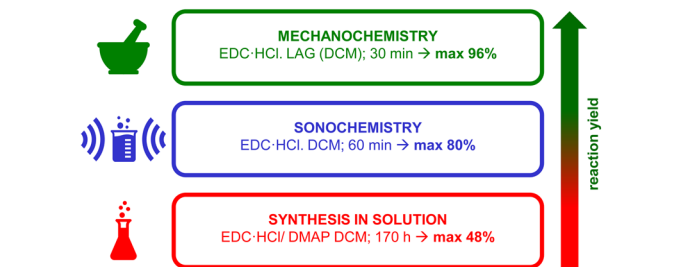 MECHANOCHEMISTRY
EDC·HCl. LAG (DCM); 30 min → max 96%
SONOCHEMISTRY
EDC·HCl. DCM; 60 min → max 80%
SYNTHESIS IN SOLUTION
EDC·HCl/ DMAP DCM; 170 h → max 48%
reaction yield